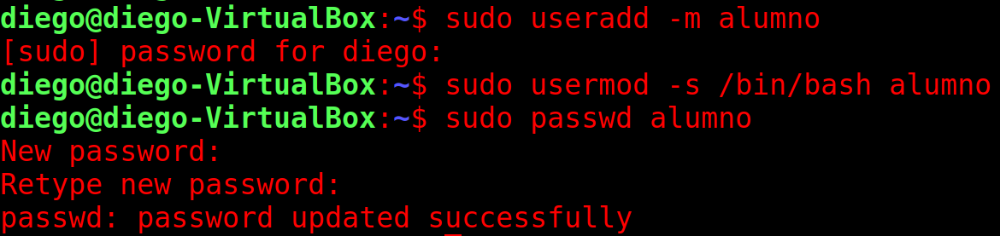 diego@diego-VirtualBox:~$ sudo useradd -m alumno
[sudo] password for diego:
diego@diego-VirtualBox:~$ sudo usermod -s /bin/bash alumno
diego@diego-VirtualBox:~$ sudo passwd alumno
New password:
Retype new password:
passwd: password updated successfully